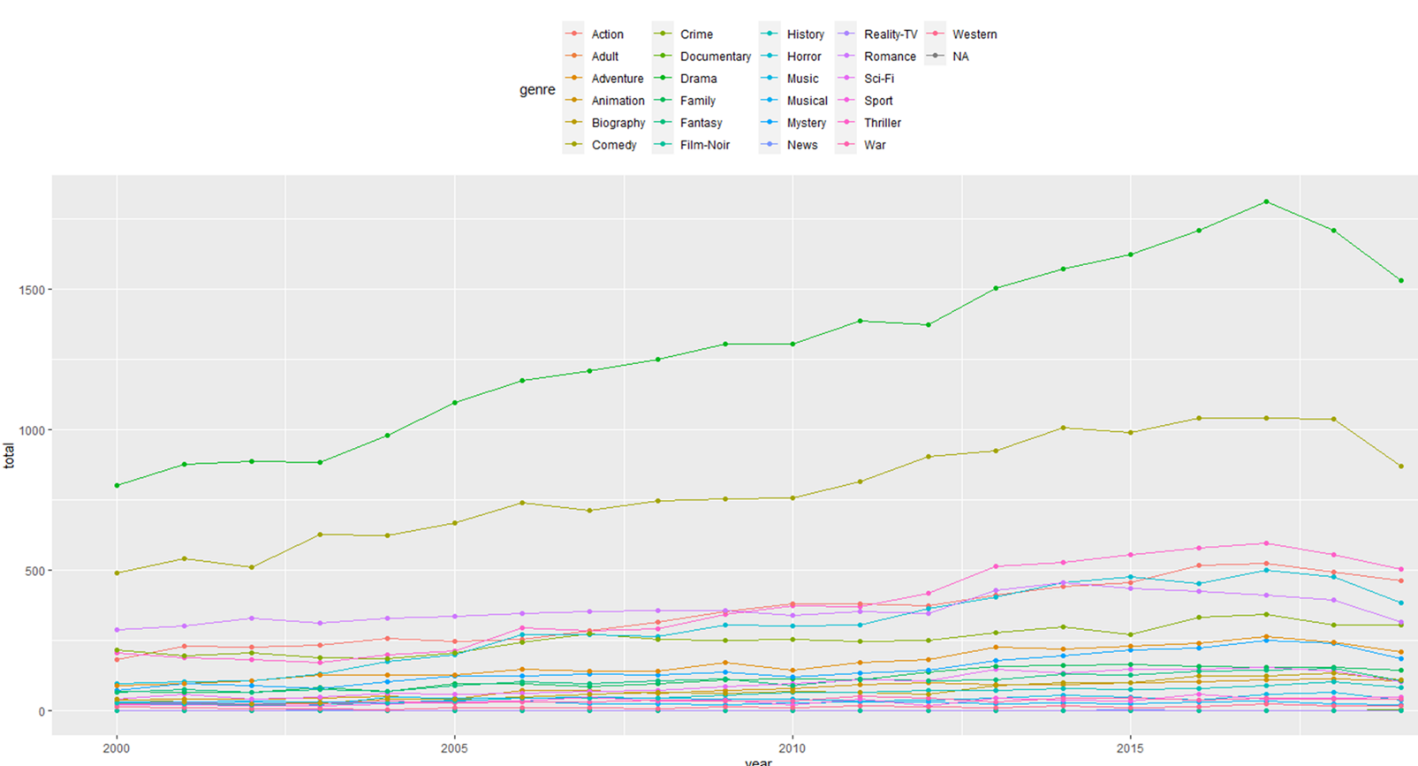 Action Crime History Reality-TV Western
Adult Documentary Horror Romance NA
Adventure Drama Music Sci-Fi
genre
Animation Family Musical Sport
Biography Fantasy Mystery Thriller
Comedy Film-Noir News War
1500
1000
total
500
0
2000 2005 2010 2015
year